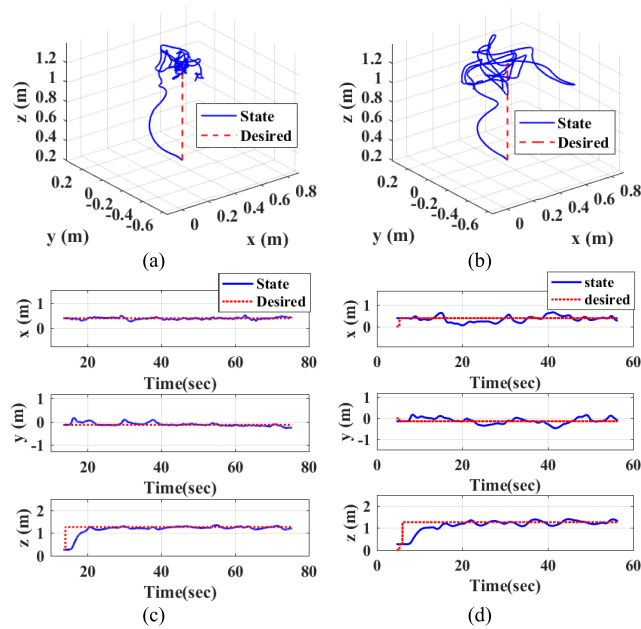 1.2
1
0.8
0.6
0.4
0.2
z (m)
0.2
0
-0.2
-0.4
-0.6
y (m)
0
0.2
0.4
0.6
0.8
x (m)
State
Desired
(a)
1.2
1
0.8
0.6
0.4
0.2
z (m)
0.2
0
-0.2
-0.4
-0.6
y (m)
0
0.2
0.4
0.6
0.8
x (m)
State
Desired
(b)
State
Desired
x (m)
1
0
20 40 60 80
Time(sec)
y (m)
1
0
-1
20 40 60 80
Time(sec)
z (m)
2
1
0
20 40 60 80
Time(sec)
(c)
state
desired
x (m)
1
0
0 20 40 60
Time(sec)
y (m)
1
0
-1
0 20 40 60
Time(sec)
z (m)
2
1
0
0 20 40 60
Time(sec)
(d)